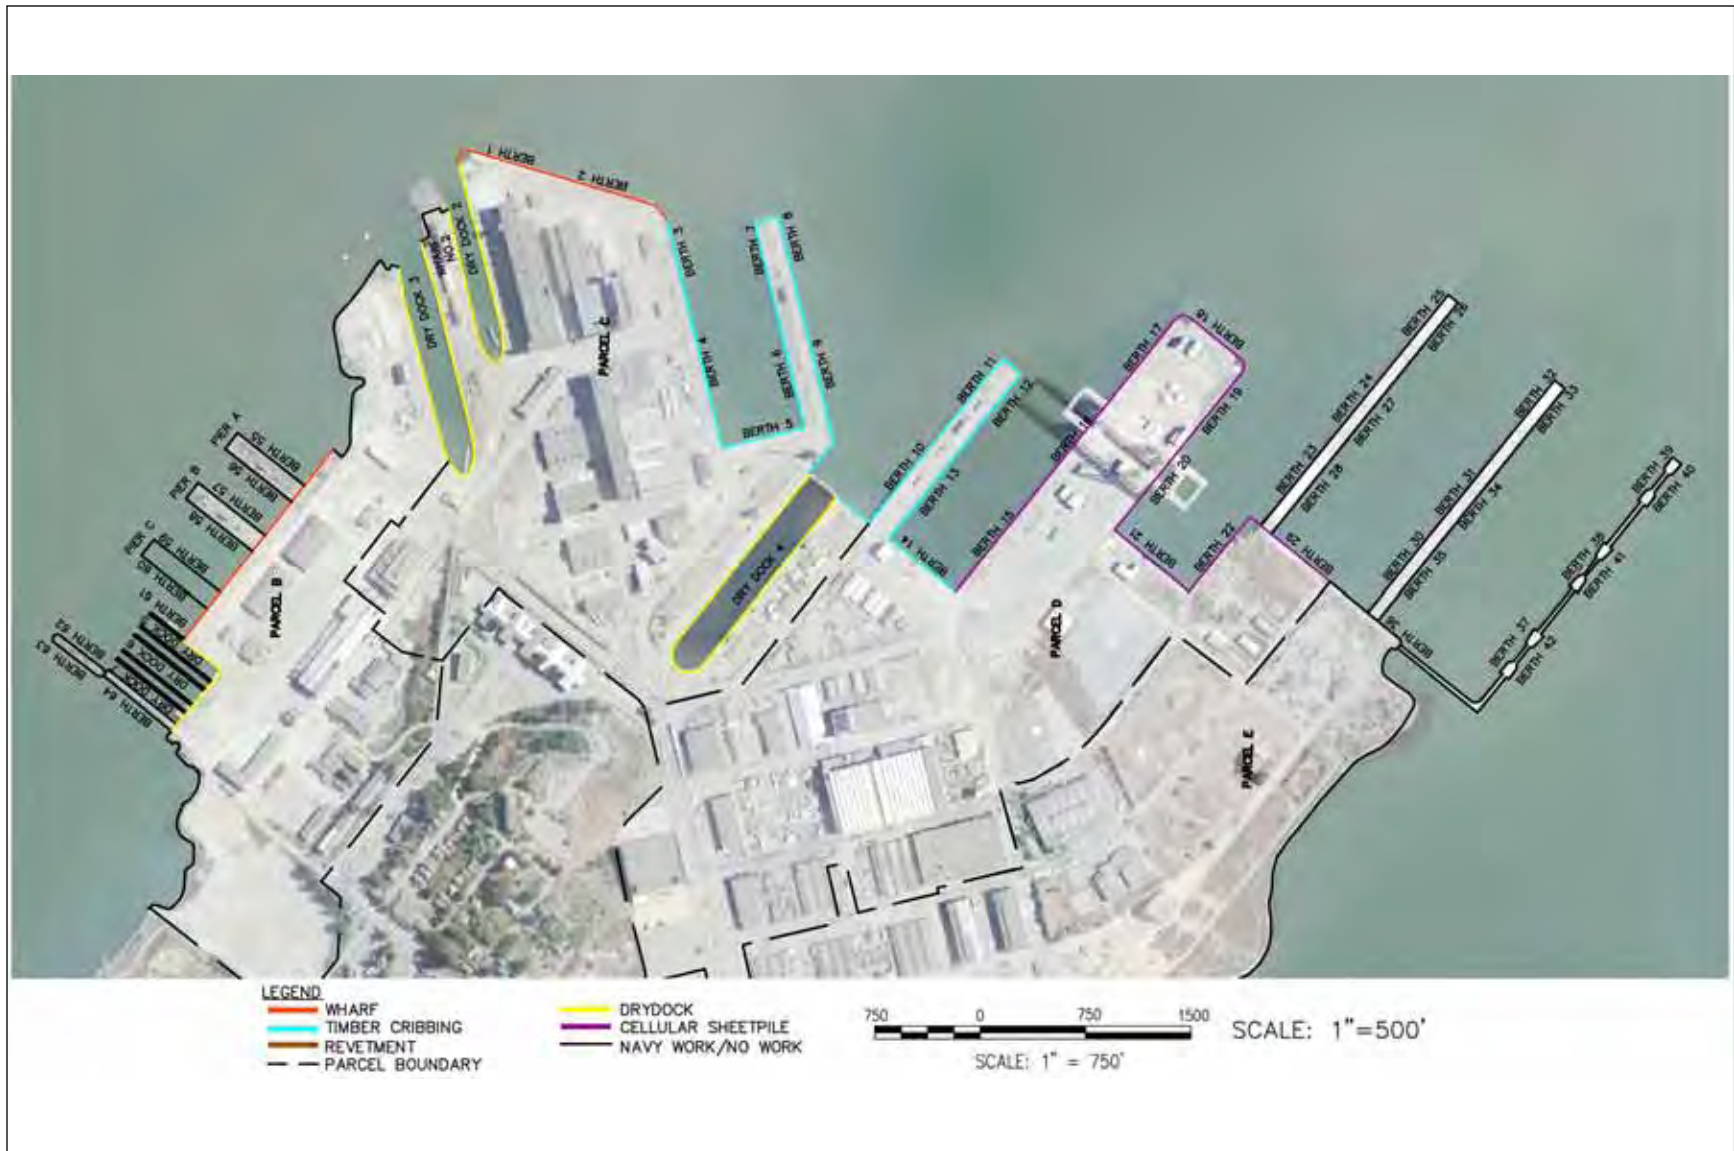 BERTH 1
BERTH 2
BERTH 3
BERTH 4
BERTH 5
BERTH 6
BERTH 7
BERTH 8
BERTH 9
DRY DOCK 2
NO.2
DRY DOCK 3
PARCEL C
PIER A
BERTH 55
BERTH 56
PIER B
BERTH 57
BERTH 58
PIER C
BERTH 59
BERTH 60
BERTH 61
BERTH 62
BERTH 63
BERTH 64
PARCEL B
DRY DOCK 4
BERTH 10
BERTH 11
BERTH 12
BERTH 13
BERTH 14
BERTH 15
BERTH 17
BERTH 18
BERTH 19
BERTH 20
BERTH 21
BERTH 22
BERTH 23
BERTH 24
BERTH 25
BERTH 26
BERTH 27
BERTH 28
BERTH 29
BERTH 30
BERTH 31
BERTH 32
BERTH 33
BERTH 34
BERTH 35
BERTH 36
BERTH 37
BERTH 38
BERTH 39
BERTH 40
BERTH 41
BERTH 42
PARCEL D
PARCEL E
LEGEND
WHARF
TIMBER CRIBBING
REVETMENT
PARCEL BOUNDARY
DRYDOCK
CELLULAR SHEETPILE
NAVY WORK/NO WORK
750 0 750 1500
SCALE: 1" = 750'
SCALE: 1"=500'